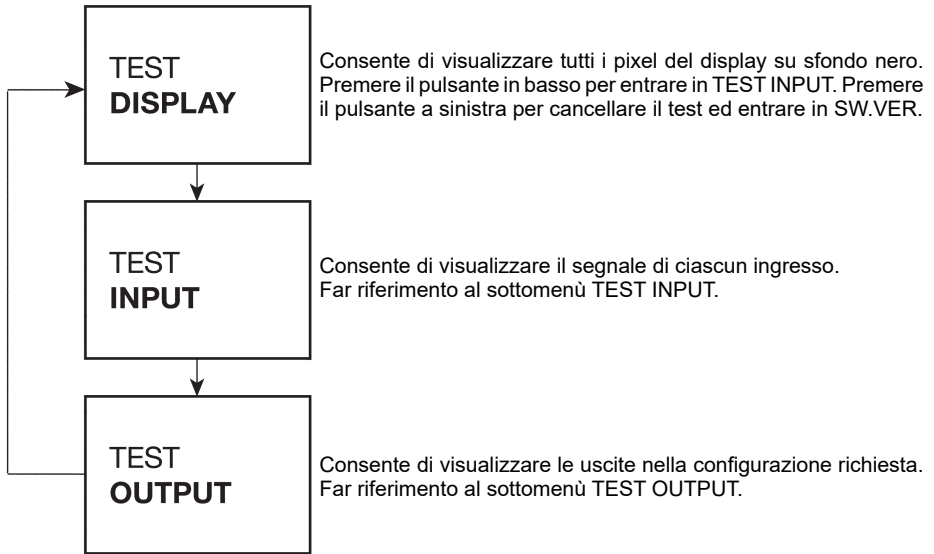 TEST
DISPLAY
Consente di visualizzare tutti i pixel del display su sfondo nero.
Premere il pulsante in basso per entrare in TEST INPUT. Premere
il pulsante a sinistra per cancellare il test ed entrare in SW.VER.
TEST
INPUT
Consente di visualizzare il segnale di ciascun ingresso.
Far riferimento al sottomenù TEST INPUT.
TEST
OUTPUT
Consente di visualizzare le uscite nella configurazione richiesta.
Far riferimento al sottomenù TEST OUTPUT.